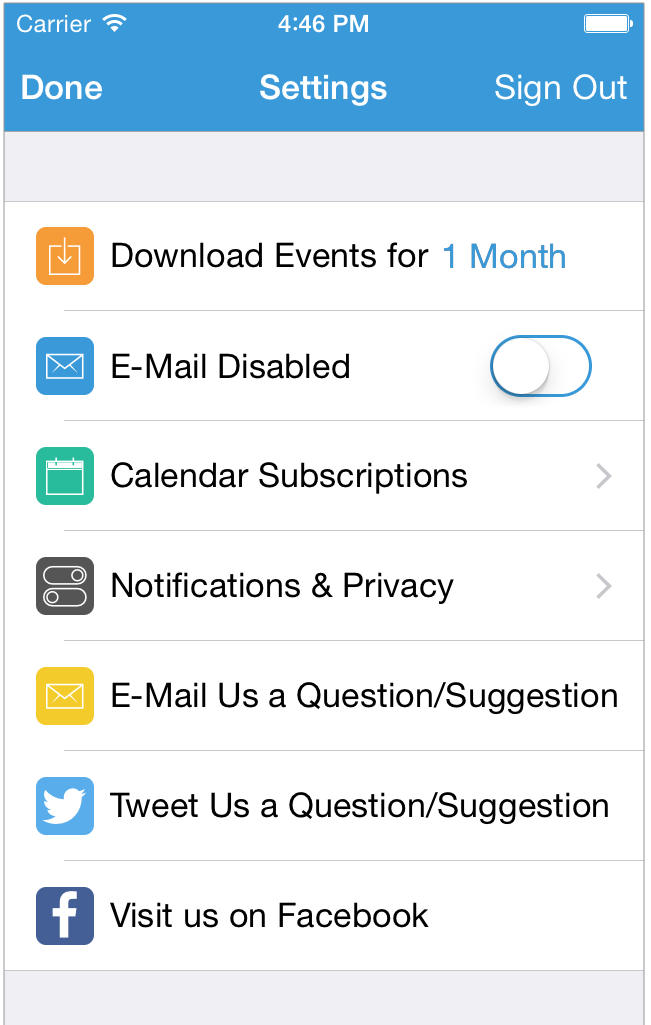 Carrier 4:46 PM
Done Settings Sign Out
Download Events for 1 Month
E-Mail Disabled
Calendar Subscriptions
Notifications & Privacy
E-Mail Us a Question/Suggestion
Tweet Us a Question/Suggestion
Visit us on Facebook